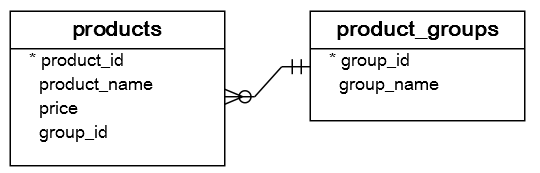 products
* product_id
product_name
price
group_id
product_groups
* group_id
group_name